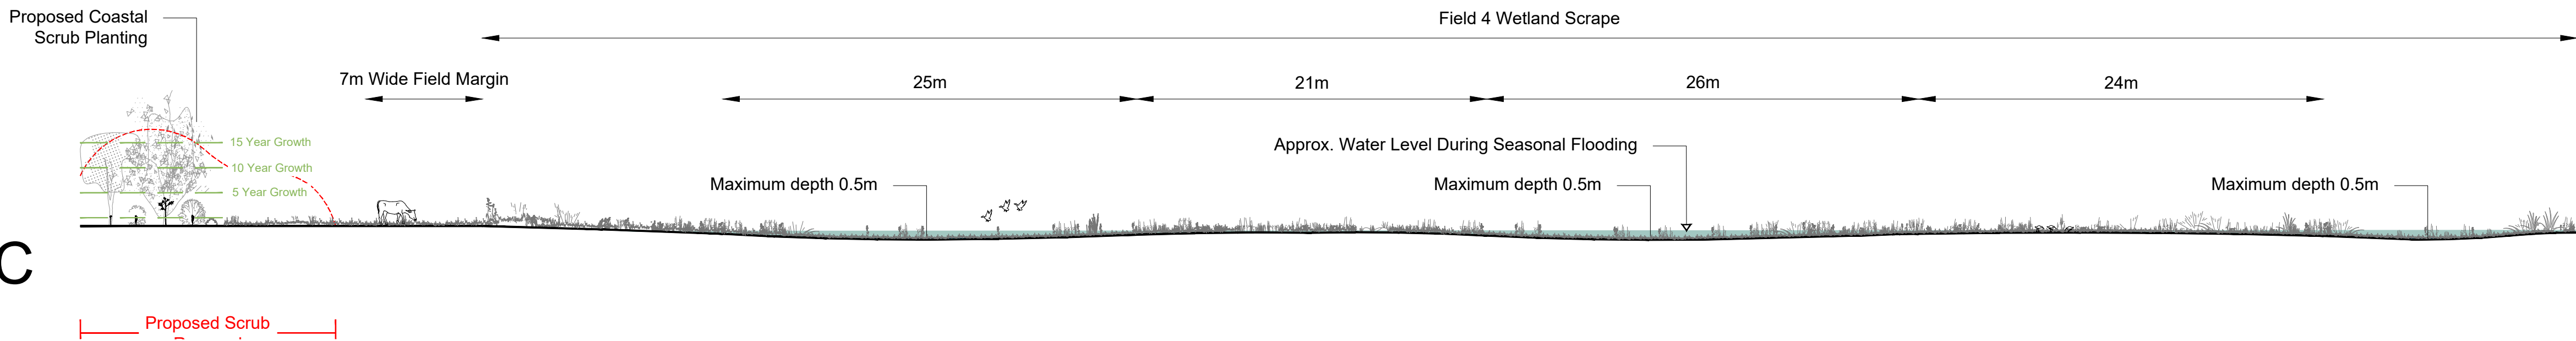 Proposed Coastal
Scrub Planting
Field 4 Wetland Scrape
7m Wide Field Margin
25m
21m
26m
24m
15 Year Growth
10 Year Growth
5 Year Growth
Approx. Water Level During Seasonal Flooding
Maximum depth 0.5m
Maximum depth 0.5m
Maximum depth 0.5m
C
Proposed Scrub